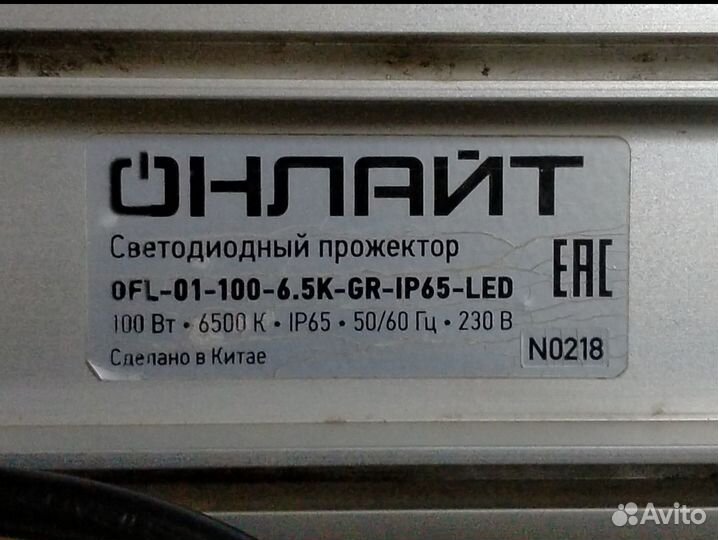 ОНЛАЙТ
Светодиодный прожектор
OFL-01-100-6.5K-GR-IP65-LED
100 Вт • 6500 К • IP65 • 50/60 Гц • 230 В
Сделано в Китае
EAC
N0218
Avito